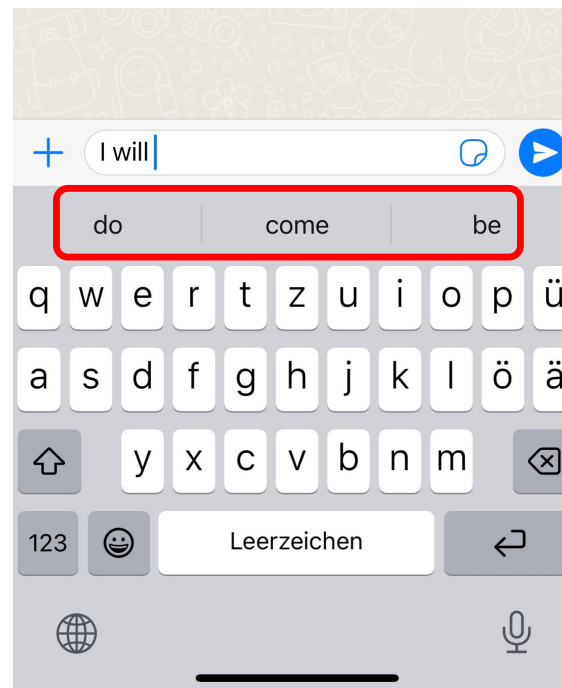 I will
do come be
q w e r t z u i o p ü
a s d f g h j k l ö ä
y x c v b n m
123 Leerzeichen